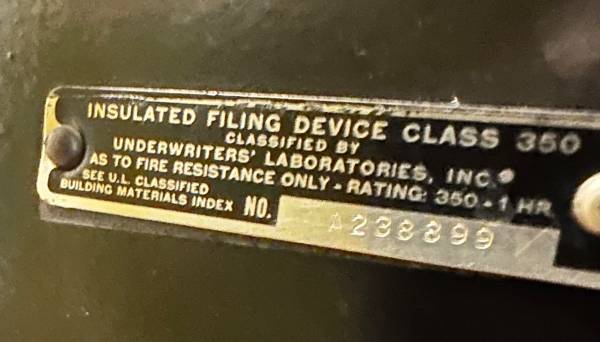 INSULATED FILING DEVICE CLASS 350
CLASSIFIED BY
UNDERWRITERS' LABORATORIES, INC.®
AS TO FIRE RESISTANCE ONLY - RATING: 350 - 1 HR
SEE U.L. CLASSIFIED
BUILDING MATERIALS INDEX NO. A238899